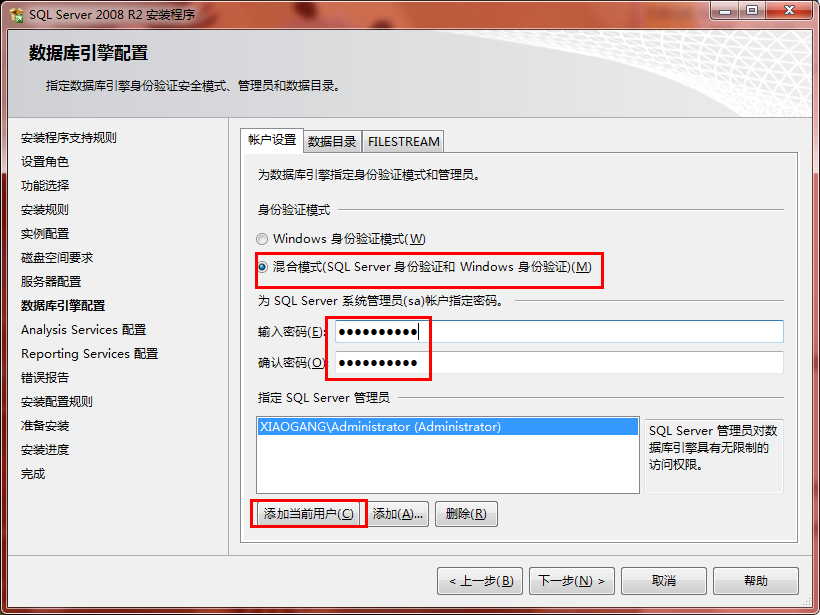 SQL Server 2008 R2 安装程序
数据库引擎配置
指定数据库引擎身份验证安全模式、管理员和数据目录。
安装程序支持规则
设置角色
功能选择
安装规则
实例配置
磁盘空间要求
服务器配置
数据库引擎配置
Analysis Services 配置
Reporting Services 配置
错误报告
安装配置规则
准备安装
安装进度
完成
帐户设置 数据目录 FILESTREAM
为数据库引擎指定身份验证模式和管理员。
身份验证模式
Windows 身份验证模式(W)
混合模式(SQL Server 身份验证和 Windows 身份验证)(M)
为 SQL Server 系统管理员(sa)帐户指定密码。
输入密码(E): ●●●●●●●●●●
确认密码(O): ●●●●●●●●●●
指定 SQL Server 管理员
XIAOGANG\Administrator (Administrator)
SQL Server 管理员对数
据库引擎具有无限制的
访问权限。
添加当前用户(C) 添加(A)... 删除(R)
< 上一步(B) 下一步(N) > 取消 帮助